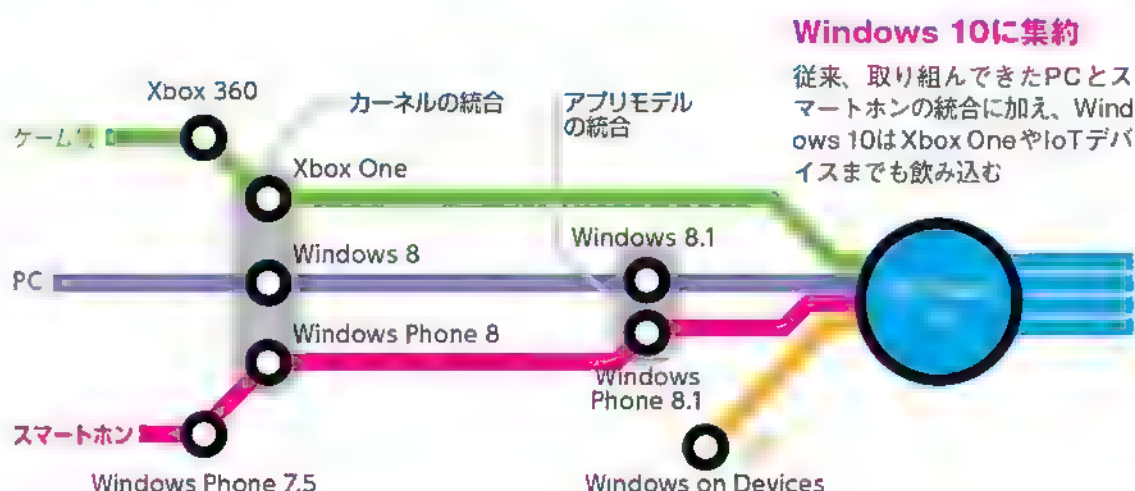 Windows 10に集約
従来、取り組んできたPCとス
マートホンの統合に加え、Wind
ows 10はXbox OneやIoTデバ
イスまでも飲み込む
Xbox 360
カーネルの統合
アプリモデル
の統合
Xbox One
Windows 8
Windows 8.1
PC
Windows Phone 8
Windows
Phone 8.1
スマートホン
Windows Phone 7.5
Windows on Devices